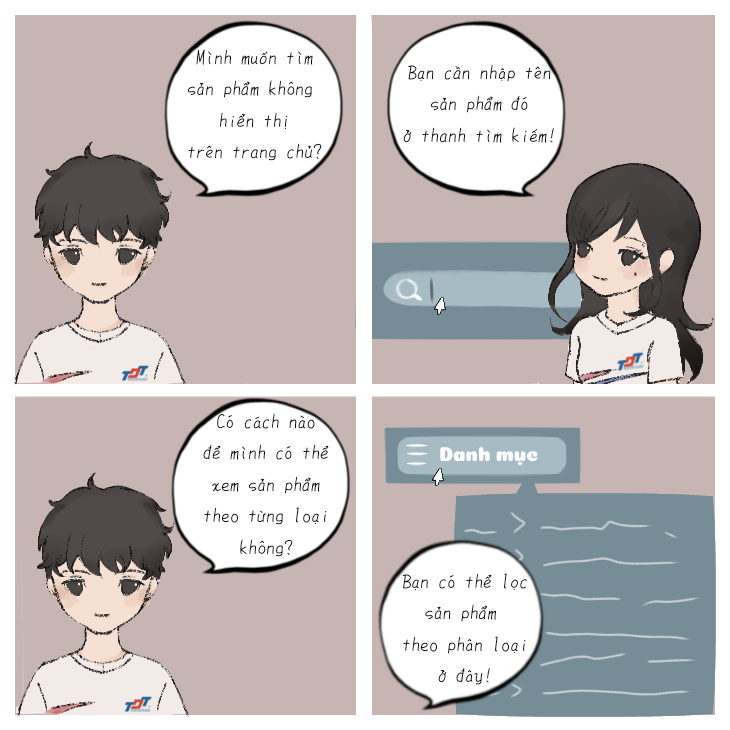 Mình muốn tìm
sản phẩm không
hiển thị
trên trang chủ?
TDT
Bạn cần nhập tên
sản phẩm đó
ở thanh tìm kiếm!
TDT
Có cách nào
để mình có thể
xem sản phẩm
theo từng loại
không?
TDT
Danh mục
Bạn có thể lọc
sản phẩm
theo phân loại
ở đây!